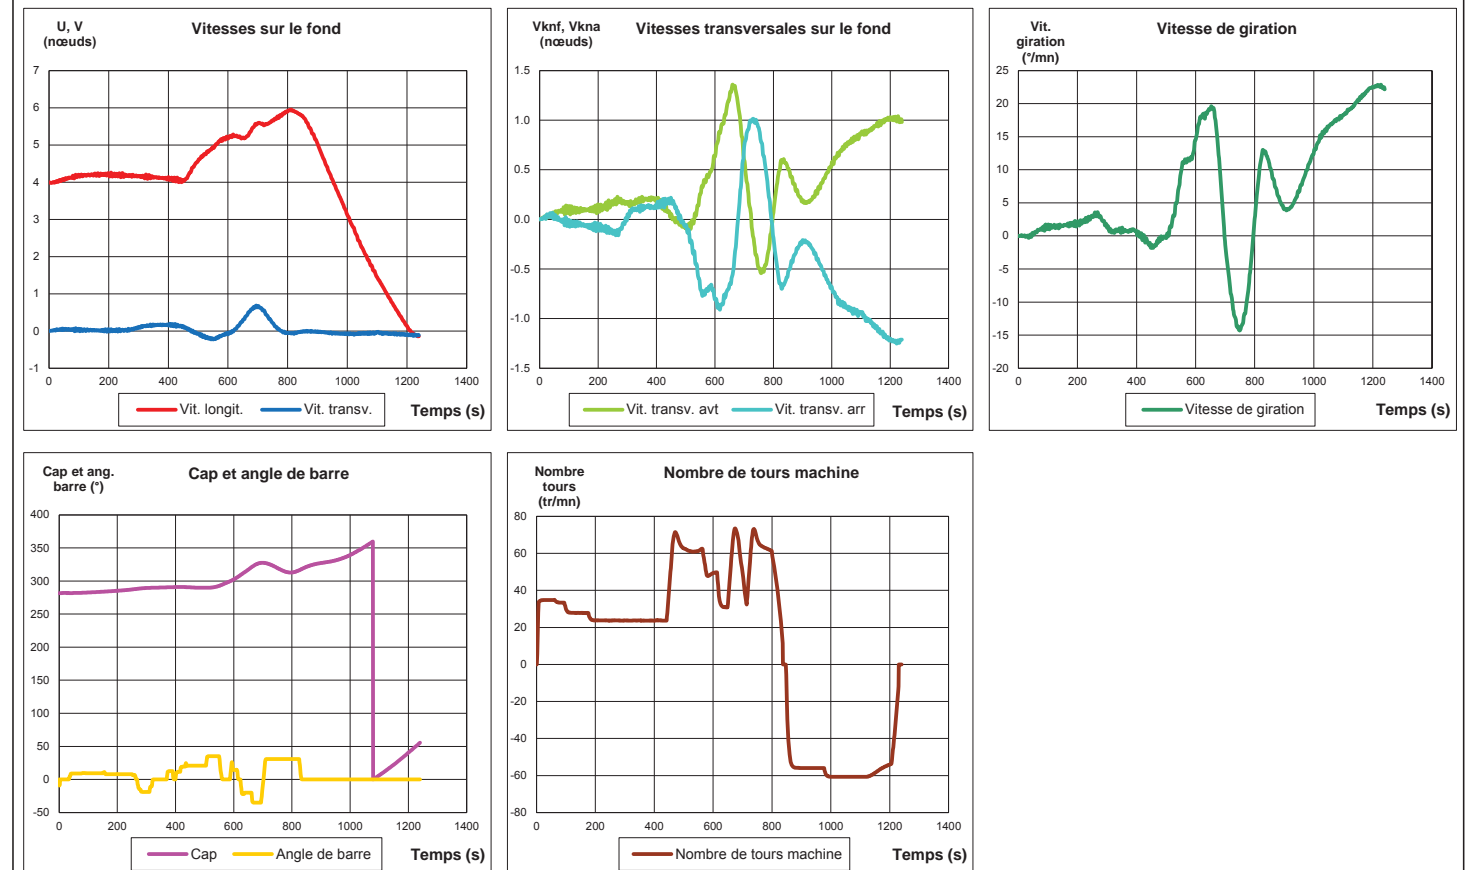 U, V
(nœuds)
Vitesses sur le fond
7
6
5
4
3
2
1
0
-1
0 200 400 600 800 1000 1200 1400
Vit. longit. Vit. transv. Temps (s)
Vknf, Vkna
(nœuds)
Vitesses transversales sur le fond
1.5
1.0
0.5
0.0
-0.5
-1.0
-1.5
0 200 400 600 800 1000 1200 1400
Vit. transv. avt Vit. transv. arr Temps (s)
Vit.
giration
(°/mn)
Vitesse de giration
25
20
15
10
5
0
-5
-10
-15
-20
0 200 400 600 800 1000 1200 1400
Vitesse de giration Temps (s)
Cap et ang.
barre (°)
Cap et angle de barre
400
350
300
250
200
150
100
50
0
-50
0 200 400 600 800 1000 1200 1400
Cap Angle de barre Temps (s)
Nombre
tours
(tr/mn)
Nombre de tours machine
80
60
40
20
0
-20
-40
-60
-80
0 200 400 600 800 1000 1200 1400
Nombre de tours machine Temps (s)